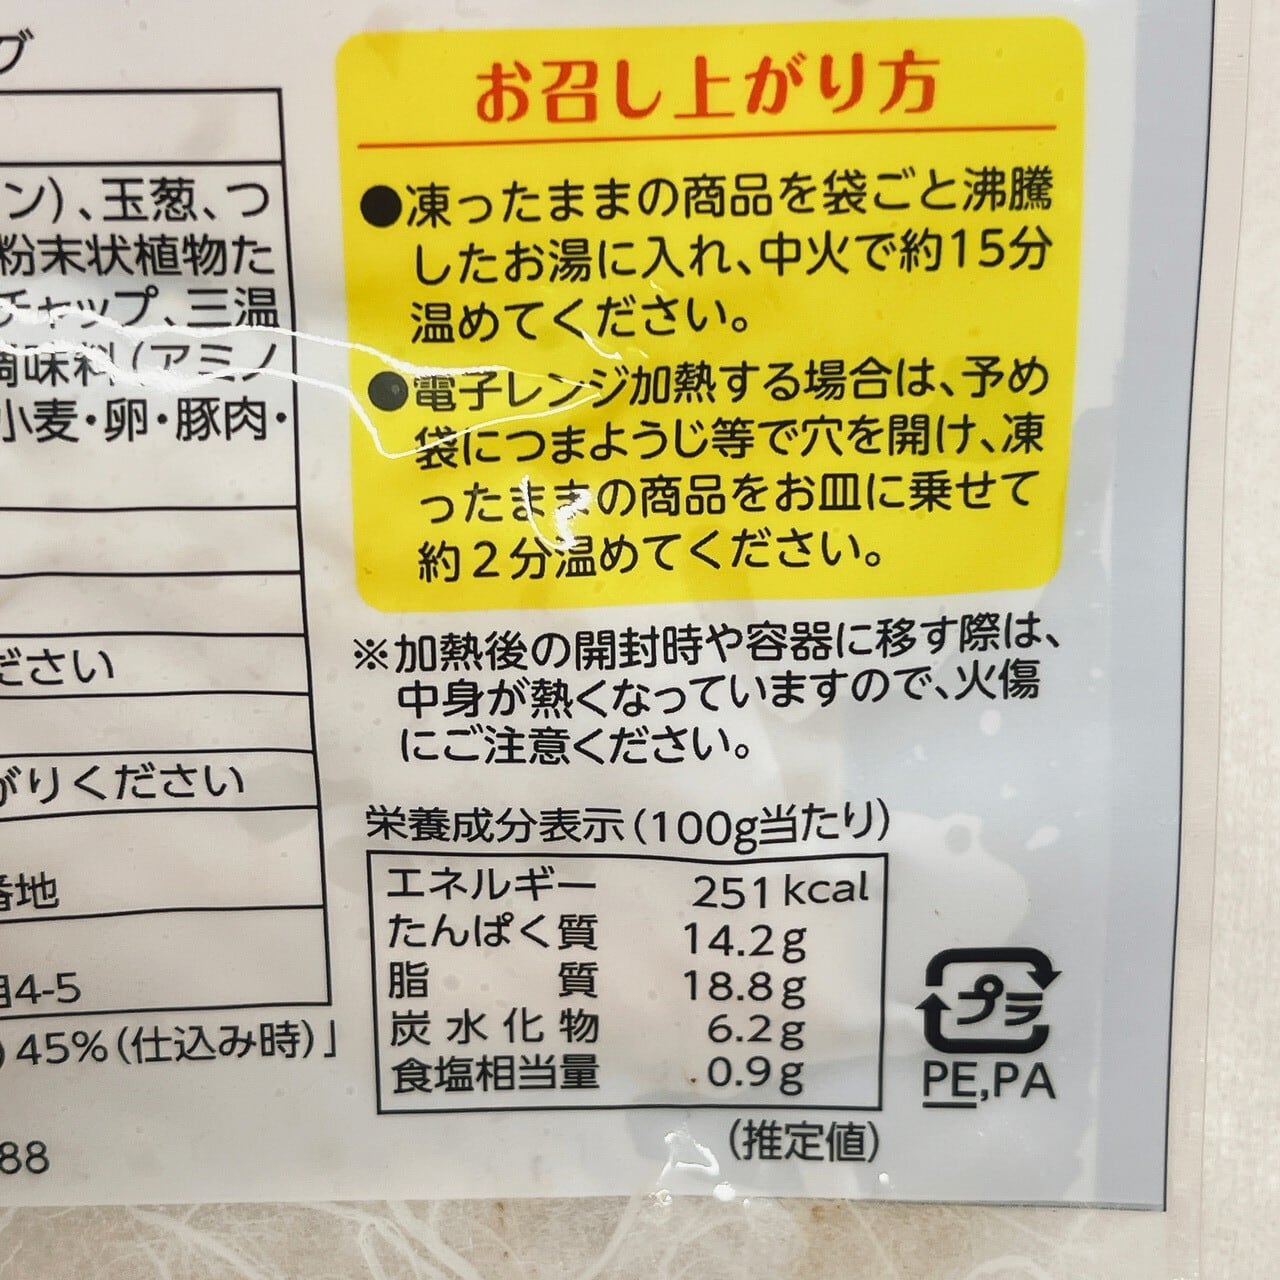 グ
ン)、玉葱、つ
粉末状植物た
チャップ、三温
調味料(アミノ
小麦・卵・豚肉・
ださい
がりください
番地
目4-5
)45%(仕込み時)」
88
お召し上がり方
●凍ったままの商品を袋ごと沸騰
したお湯に入れ、中火で約15分
温めてください。
●電子レンジ加熱する場合は、予め
袋につまようじ等で穴を開け、凍
ったままの商品をお皿に乗せて
約2分温めてください。
※加熱後の開封時や容器に移す際は、
中身が熱くなっていますので、火傷
にご注意ください。
栄養成分表示(100g当たり)
エネルギー 251kcal
たんぱく質 14.2g
脂質 18.8g
炭水化物 6.2g
食塩相当量 0.9g
(推定値)
プラ
PE,PA